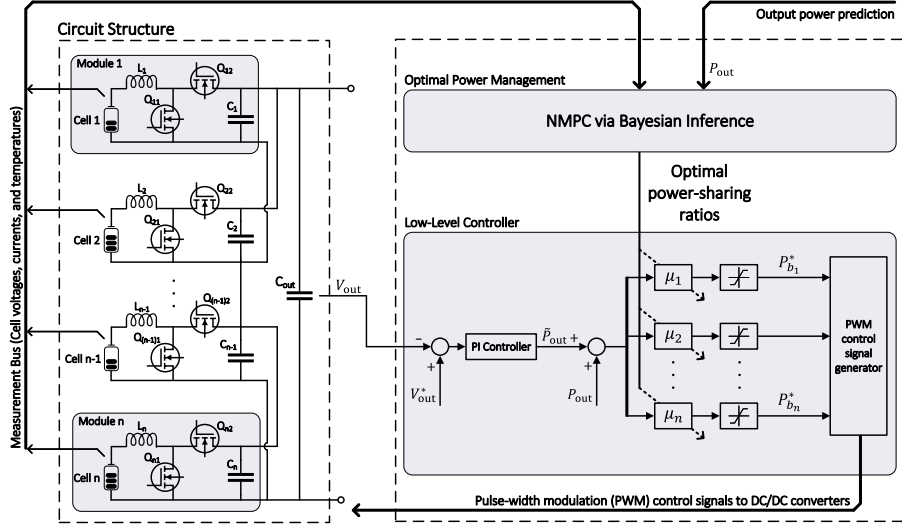 Output power prediction
Circuit Structure
Module 1
L1
Q12
Q11
C1
Cell 1
L2
Q22
Q21
C2
Cell 2
Ln-1
Q(n-1)2
Q(n-1)1
Cn-1
Cell n-1
Module n
Ln
Qn2
Qn1
Cn
Cell n
Cout
Vout
Measurement Bus (Cell voltages, currents, and temperatures)
Pout
Optimal Power Management
NMPC via Bayesian Inference
Optimal
power-sharing
ratios
Low-Level Controller
−
+
V*out
PI Controller
P̃out
+
+
Pout
μ1
P*b1
μ2
μn
P*bn
PWM
control
signal
generator
Pulse-width modulation (PWM) control signals to DC/DC converters